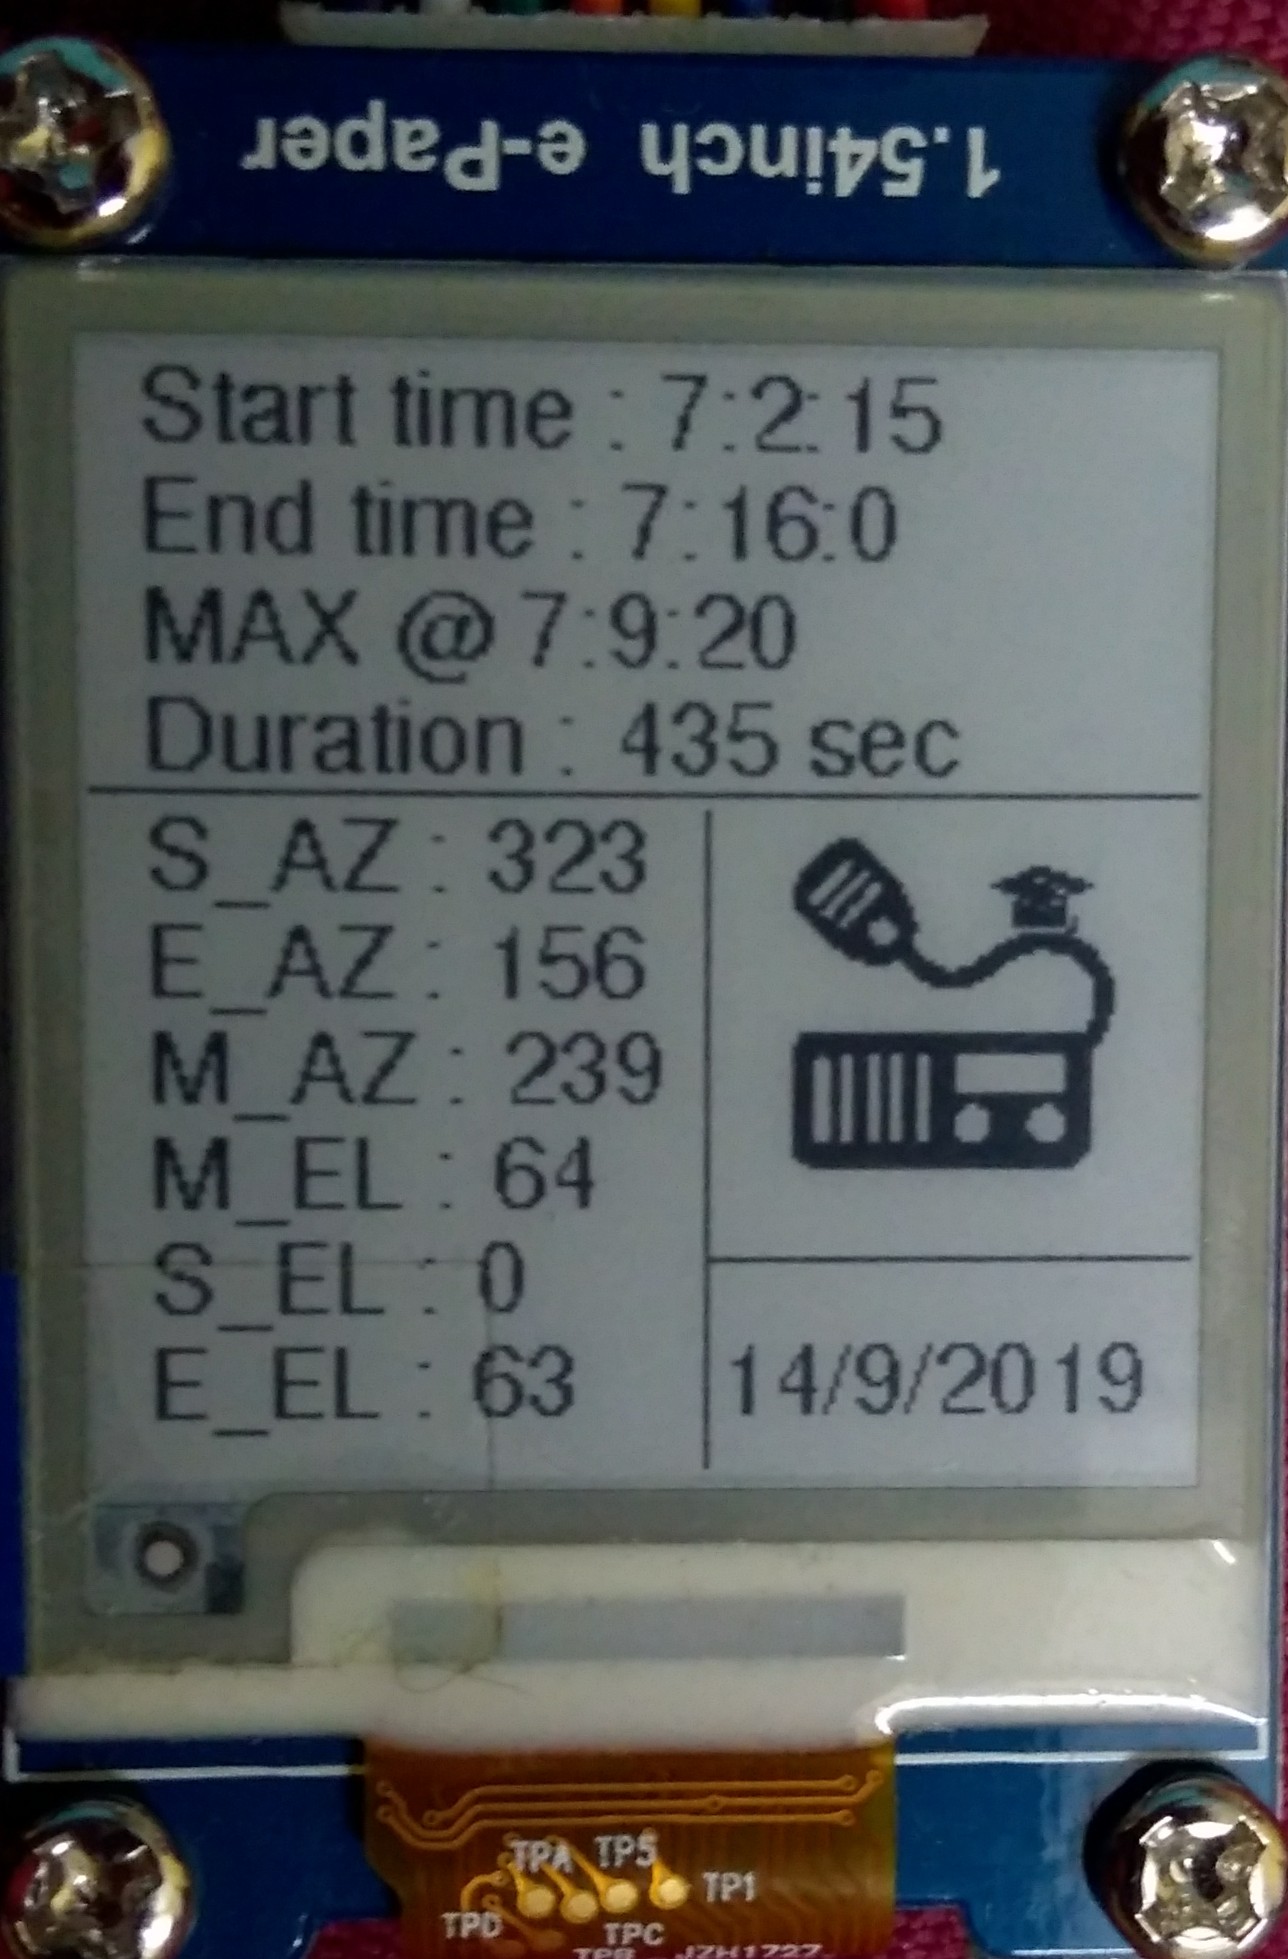 1.54inch e-Paper
Start time : 7:2:15
End time : 7:16:0
MAX @ 7:9:20
Duration : 435 sec
S_AZ : 323
E_AZ : 156
M_AZ : 239
M_EL : 64
S_EL : 0
E_EL : 63
14/9/2019
TPA TP5
TP1
TPD
TPC
TPB JZH1727